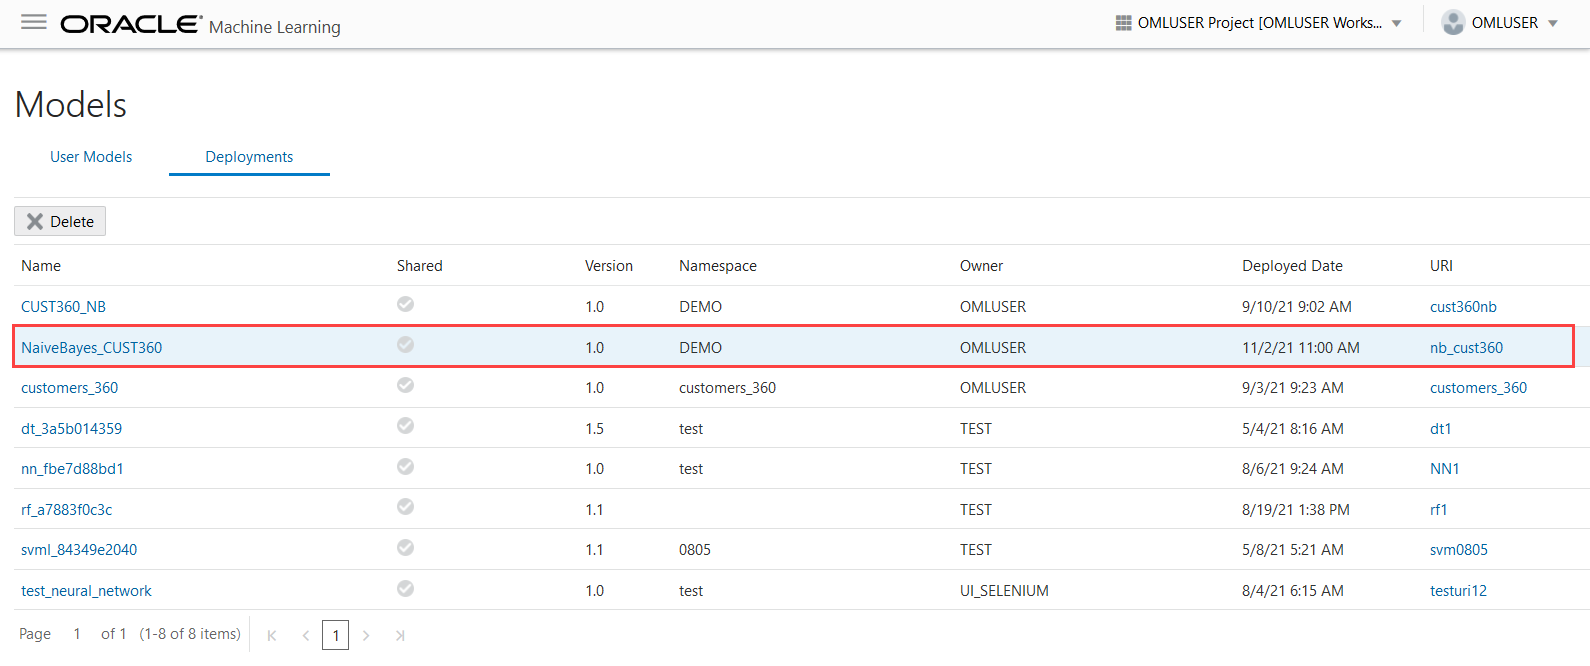 ORACLE Machine Learning OMLUSER Project [OMLUSER Works... OMLUSER
Models
User Models Deployments
Delete
Name Shared Version Namespace Owner Deployed Date URI
CUST360_NB 1.0 DEMO OMLUSER 9/10/21 9:02 AM cust360nb
NaiveBayes_CUST360 1.0 DEMO OMLUSER 11/2/21 11:00 AM nb_cust360
customers_360 1.0 customers_360 OMLUSER 9/3/21 9:23 AM customers_360
dt_3a5b014359 1.5 test TEST 5/4/21 8:16 AM dt1
nn_fbe7d88bd1 1.0 test TEST 8/6/21 9:24 AM NN1
rf_a7883f0c3c 1.1 TEST 8/19/21 1:38 PM rf1
svml_84349e2040 1.1 0805 TEST 5/8/21 5:21 AM svm0805
test_neural_network 1.0 test UI_SELENIUM 8/4/21 6:15 AM testuri12
Page 1 of 1 (1-8 of 8 items) 1